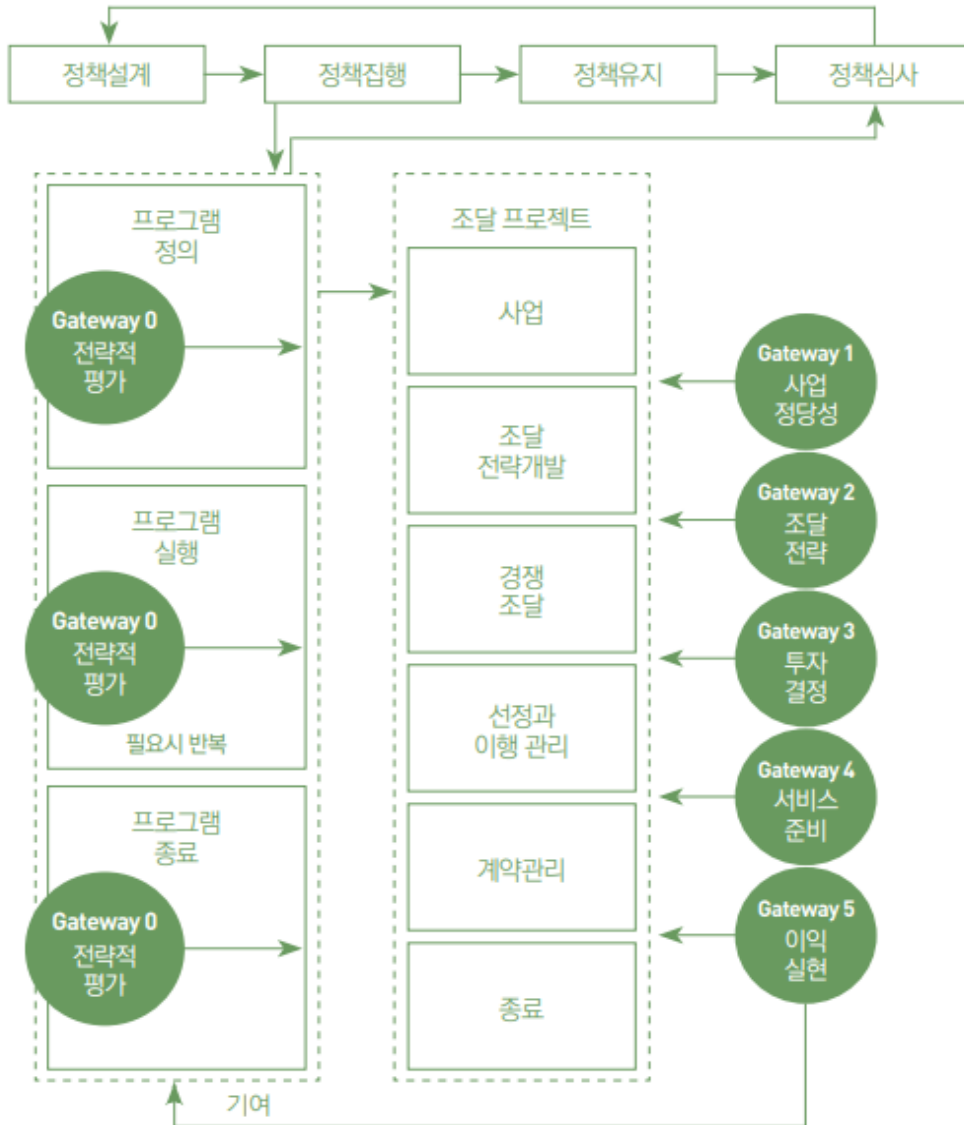 정책설계
정책집행
정책유지
정책심사
프로그램
정의
Gateway 0
전략적
평가
프로그램
실행
Gateway 0
전략적
평가
필요시 반복
프로그램
종료
Gateway 0
전략적
평가
조달 프로젝트
사업
조달
전략개발
경쟁
조달
선정과
이행 관리
계약관리
종료
Gateway 1
사업
정당성
Gateway 2
조달
전략
Gateway 3
투자
결정
Gateway 4
서비스
준비
Gateway 5
이익
실현
기여